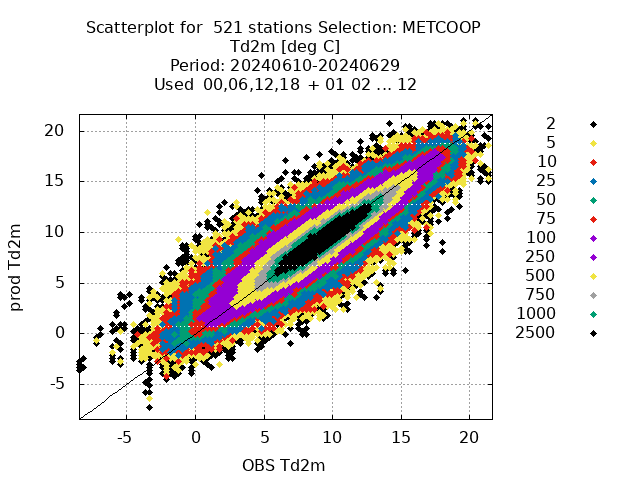 Scatterplot for  521 stations Selection: METCOOP
Td2m [deg C]
Period: 20240610-20240629
Used  00,06,12,18 + 01 02 ... 12
prod Td2m
20
15
10
5
0
-5
-5 0 5 10 15 20
OBS Td2m
2
5
10
25
50
75
100
250
500
750
1000
2500